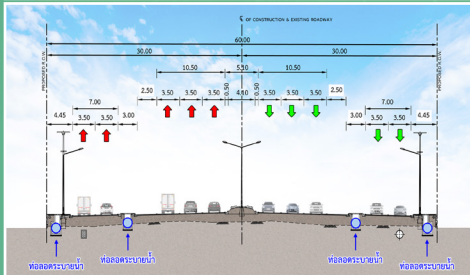 ℄ OF CONSTRUCTION & EXISTING ROADWAY
60.00
30.00 30.00
PROPOSED R.O.W. PROPOSED R.O.W.
10.50 5.10 10.50
2.50 3.50 3.50 3.50 0.50 4.10 0.50 3.50 3.50 3.50 2.50
7.00 7.00
4.45 3.50 3.50 3.00 3.00 3.50 3.50 4.45
ท่อลอดระบายน้ำ ท่อลอดระบายน้ำ ท่อลอดระบายน้ำ ท่อลอดระบายน้ำ